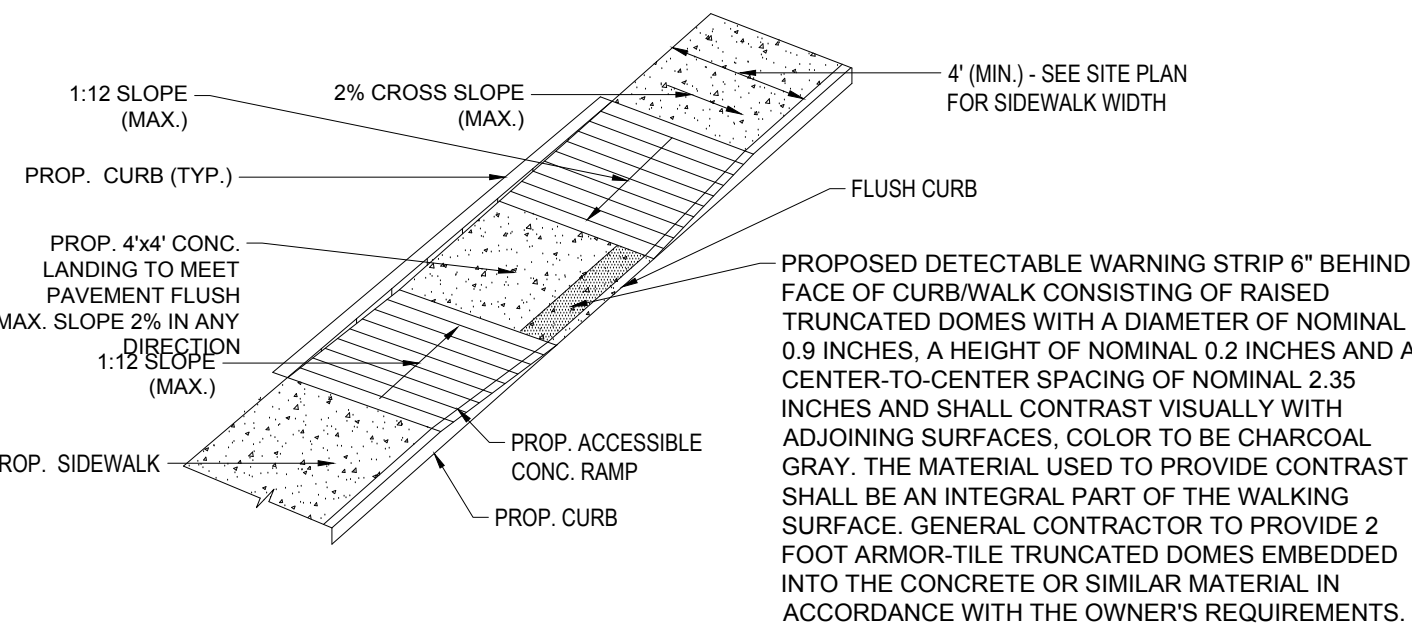 1:12 SLOPE
(MAX.)
2% CROSS SLOPE
(MAX.)
4' (MIN.) - SEE SITE PLAN
FOR SIDEWALK WIDTH
PROP. CURB (TYP.)
FLUSH CURB
PROP. 4'x4' CONC.
LANDING TO MEET
PAVEMENT FLUSH
MAX. SLOPE 2% IN ANY
DIRECTION
1:12 SLOPE
(MAX.)
PROPOSED DETECTABLE WARNING STRIP 6" BEHIND
FACE OF CURB/WALK CONSISTING OF RAISED
TRUNCATED DOMES WITH A DIAMETER OF NOMINAL
0.9 INCHES, A HEIGHT OF NOMINAL 0.2 INCHES AND A
CENTER-TO-CENTER SPACING OF NOMINAL 2.35
INCHES AND SHALL CONTRAST VISUALLY WITH
ADJOINING SURFACES, COLOR TO BE CHARCOAL
GRAY. THE MATERIAL USED TO PROVIDE CONTRAST
SHALL BE AN INTEGRAL PART OF THE WALKING
SURFACE. GENERAL CONTRACTOR TO PROVIDE 2
FOOT ARMOR-TILE TRUNCATED DOMES EMBEDDED
INTO THE CONCRETE OR SIMILAR MATERIAL IN
ACCORDANCE WITH THE OWNER'S REQUIREMENTS.
PROP. SIDEWALK
PROP. ACCESSIBLE
CONC. RAMP
PROP. CURB